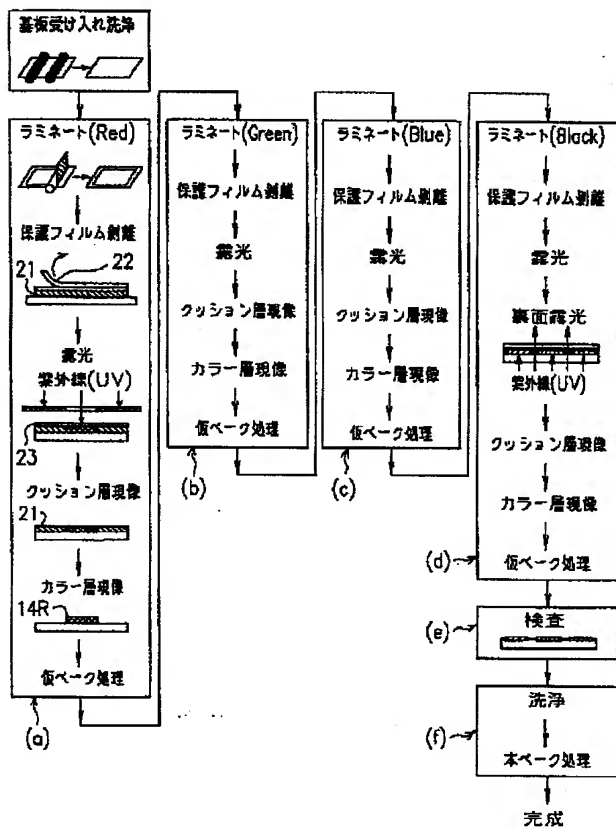 基板受け入れ洗浄
ラミネート(Red)
保護フィルム剥離
21
22
露光
紫外線(UV)
23
クッション層現像
21
カラー層現像
14R
仮ベーク処理
(a)
ラミネート(Green)
保護フィルム剥離
露光
クッション層現像
カラー層現像
仮ベーク処理
(b)
ラミネート(Blue)
保護フィルム剥離
露光
クッション層現像
カラー層現像
仮ベーク処理
(c)
ラミネート(Black)
保護フィルム剥離
露光
裏面露光
紫外線(UV)
クッション層現像
カラー層現像
仮ベーク処理
(d)
検査
(e)
洗浄
本ベーク処理
(f)
完成